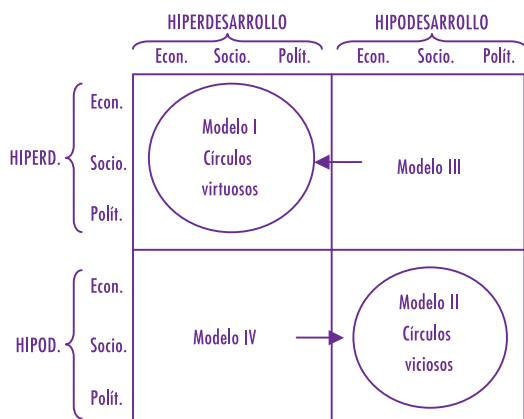 HIPERDESARROLLO HIPODESARROLLO
Econ. Socio. Polít. Econ. Socio. Polít.
Econ.
HIPERD.
Socio.
Polít.
Modelo I
Círculos
virtuosos
Modelo III
Econ.
HIPOD.
Socio.
Polít.
Modelo IV
Modelo II
Círculos
viciosos